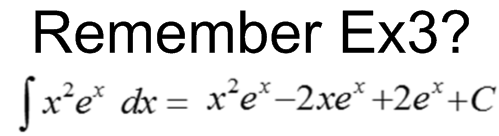 Remember Ex3?
∫x²eˣ dx = x²eˣ−2xeˣ+2eˣ+C